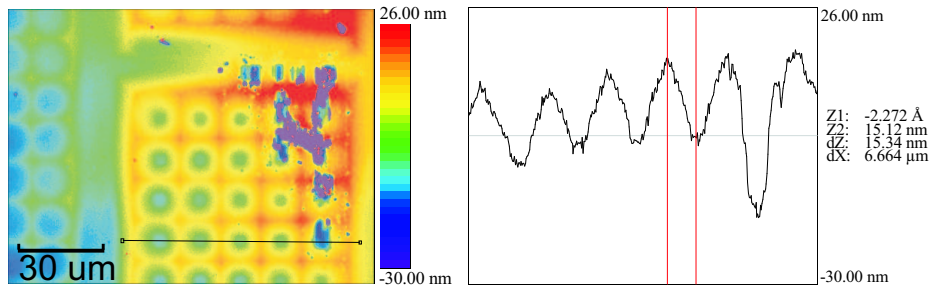 26.00 nm
-30.00 nm
30 um
26.00 nm
Z1: -2.272 Å
Z2: 15.12 nm
dZ: 15.34 nm
dX: 6.664 µm
-30.00 nm